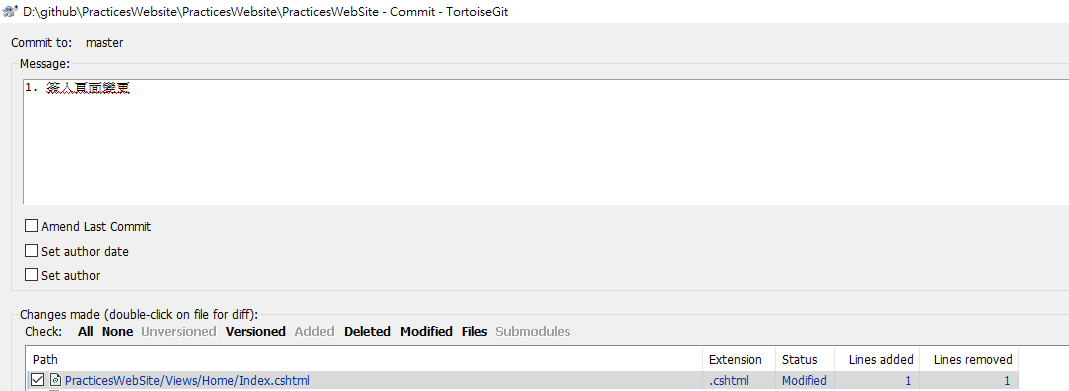 D:\github\PracticesWebsite\PracticesWebsite\PracticesWebSite - Commit - TortoiseGit
Commit to: master
Message:
1. 簽入頁面變更
Amend Last Commit
Set author date
Set author
Changes made (double-click on file for diff):
Check: All None Unversioned Versioned Added Deleted Modified Files Submodules
Path Extension Status Lines added Lines removed
PracticesWebSite/Views/Home/Index.cshtml .cshtml Modified 1 1